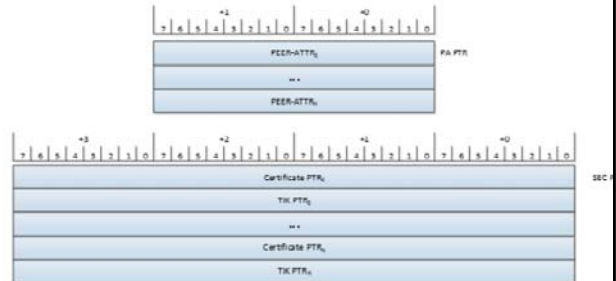 +1 +0
7 6 5 4 3 2 1 0 7 6 5 4 3 2 1 0
PEER-ATTR₀ PA PTR
...
PEER-ATTRₙ
+3 +2 +1 +0
7 6 5 4 3 2 1 0 7 6 5 4 3 2 1 0 7 6 5 4 3 2 1 0 7 6 5 4 3 2 1 0
Certificate PTR₀ SEC
TIK PTR₀
...
Certificate PTRₙ
TIK PTRₙ